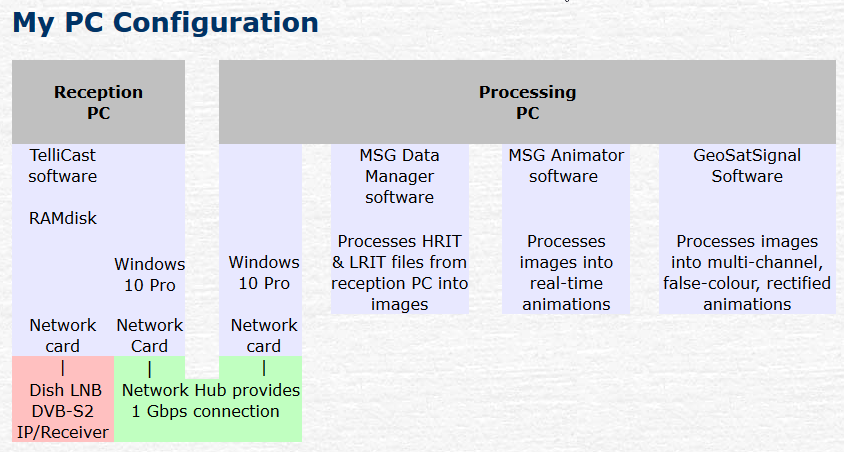 My PC Configuration
Reception
PC
Processing
PC
TelliCast
software
RAMdisk
Network
card
|
Dish LNB
DVB-S2
IP/Receiver
Windows
10 Pro
Network
Card
|
Windows
10 Pro
Network
card
|
Network Hub provides
1 Gbps connection
MSG Data
Manager
software
Processes HRIT
& LRIT files from
reception PC into
images
MSG Animator
software
Processes
images into
real-time
animations
GeoSatSignal
Software
Processes images
into multi-channel,
false-colour, rectified
animations